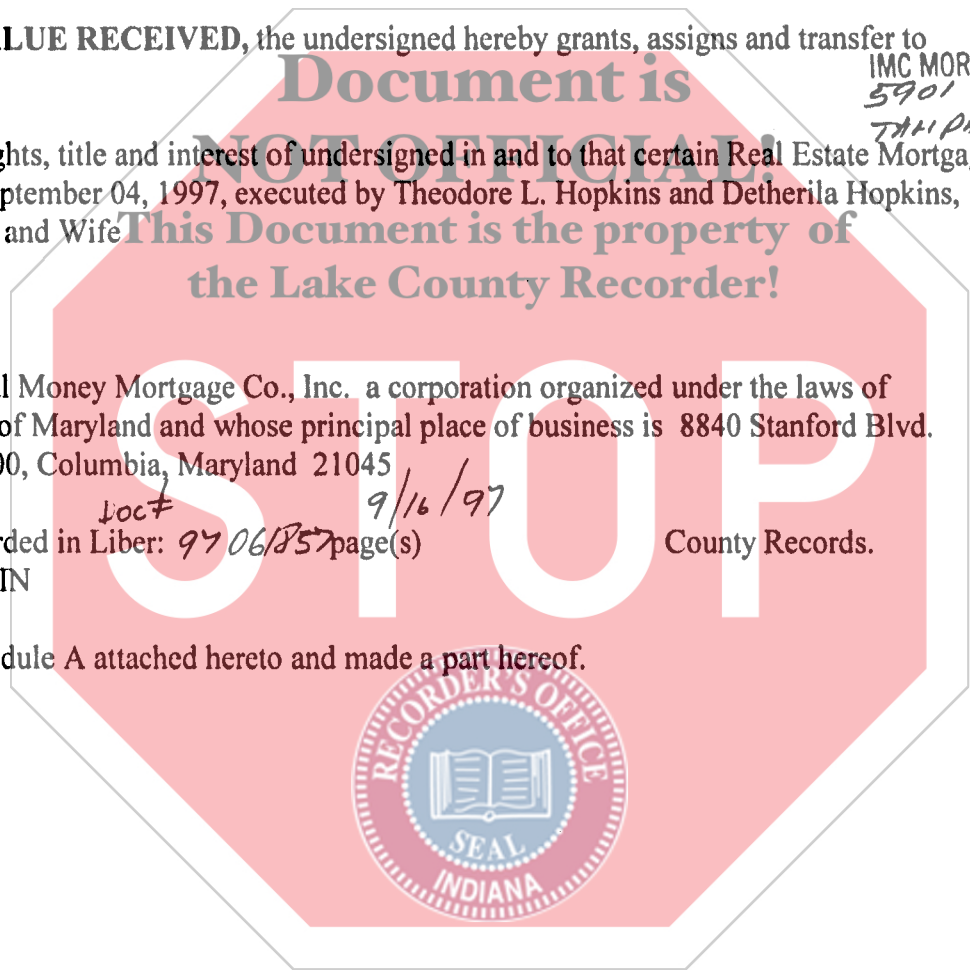 LUE RECEIVED, the undersigned hereby grants, assigns and transfer to
IMC MOR
5901
TAMPA
Document is
NOT OFFICIAL!
ghts, title and interest of undersigned in and to that certain Real Estate Mortga
ptember 04, 1997, executed by Theodore L. Hopkins and Detherila Hopkins,
and Wife
This Document is the property of
the Lake County Recorder!
l Money Mortgage Co., Inc. a corporation organized under the laws of
of Maryland and whose principal place of business is 8840 Stanford Blvd.
00, Columbia, Maryland 21045
Doc# 9/16/97
rded in Liber: 97061857 page(s) County Records.
IN
STOP
dule A attached hereto and made a part hereof.
RECORDER'S OFFICE
SEAL
INDIANA